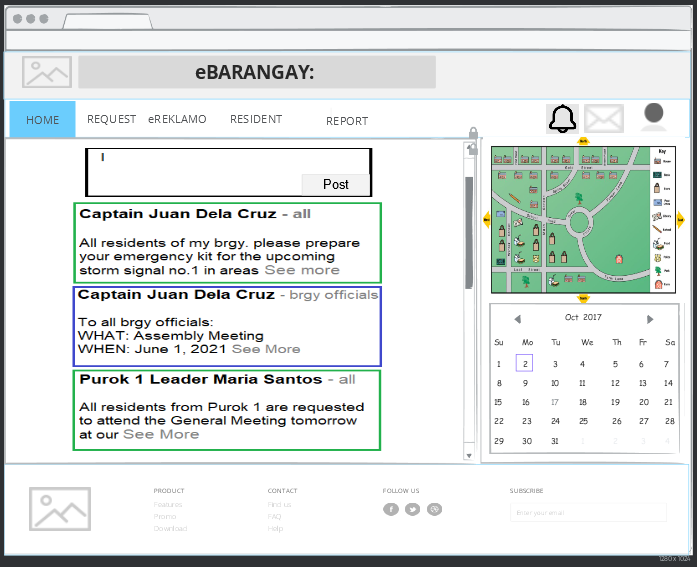 eBARANGAY:
HOME
REQUEST
eREKLAMO
RESIDENT
REPORT
Post
Captain Juan Dela Cruz - all
All residents of my brgy. please prepare
your emergency kit for the upcoming
storm signal no.1 in areas See more
Captain Juan Dela Cruz - brgy officials
To all brgy officials:
WHAT: Assembly Meeting
WHEN: June 1, 2021 See More
Purok 1 Leader Maria Santos - all
All residents from Purok 1 are requested
to attend the General Meeting tomorrow
at our See More
Key
Oct 2017
Su Mo Tu We Th Fr Sa
1 2 3 4 5 6 7
8 9 10 11 12 13 14
15 16 17 18 19 20 21
22 23 24 25 26 27 28
29 30 31 1 2 3 4
PRODUCT
Features
Promo
Download
CONTACT
Find us
FAQ
Help
FOLLOW US
SUBSCRIBE
Enter your email
1280 x 1024